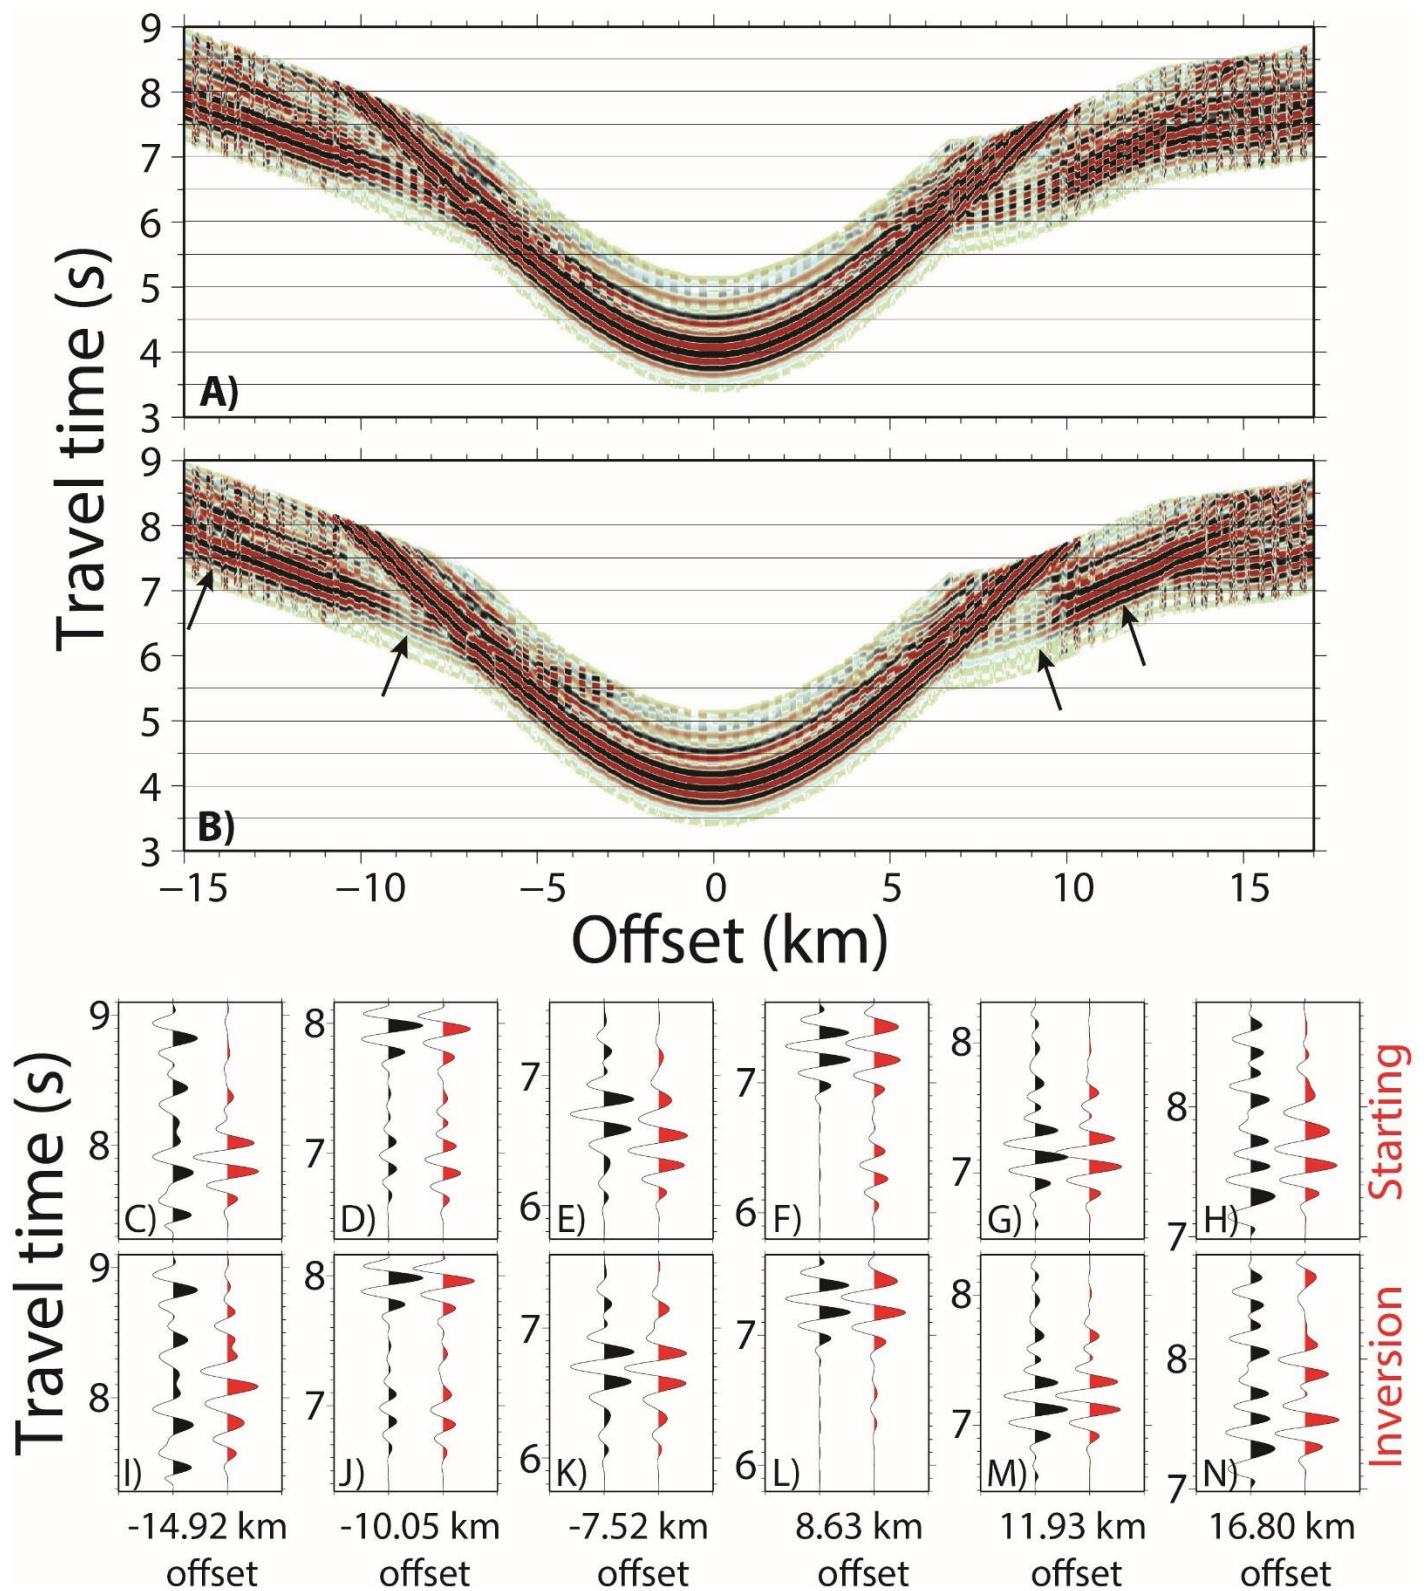 9
8
7
6
5
4
3
A)
Travel time (s)
9
8
7
6
5
4
3
B)
−15 −10 −5 0 5 10 15
Offset (km)
Travel time (s)
9
8
C)
8
7
D)
7
6
E)
7
6
F)
8
7
G)
8
7
H)
Starting
9
8
I)
8
7
J)
7
6
K)
7
6
L)
8
7
M)
8
7
N)
Inversion
-14.92 km -10.05 km -7.52 km 8.63 km 11.93 km 16.80 km
offset offset offset offset offset offset